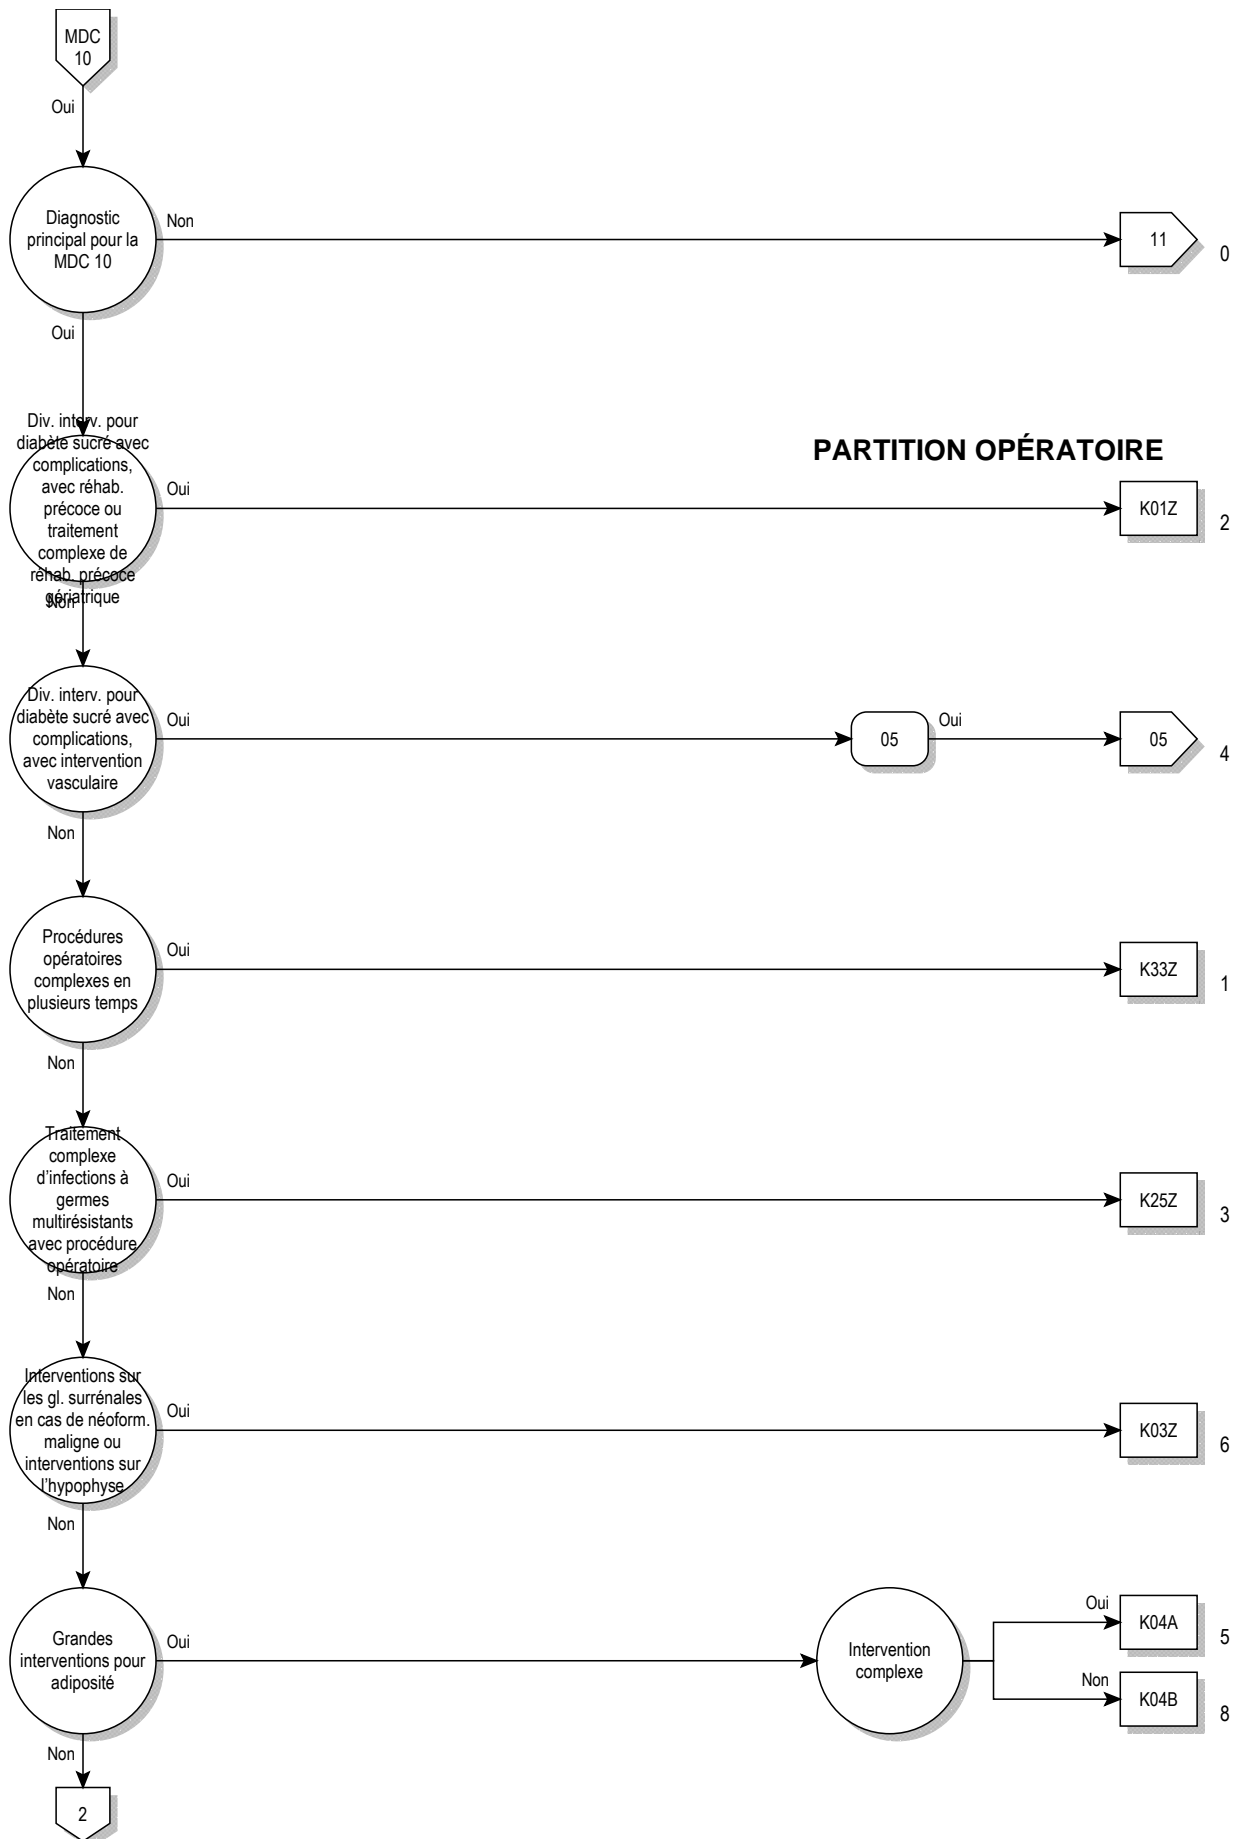 MDC
10
Oui
Diagnostic
principal pour la
MDC 10
Non
11
0
Oui
PARTITION OPÉRATOIRE
Div. interv. pour
diabète sucré avec
complications,
avec réhab.
précoce ou
traitement
complexe de
réhab. précoce
gériatrique
Oui
K01Z
2
Non
Div. interv. pour
diabète sucré avec
complications,
avec intervention
vasculaire
Oui
05
Oui
05
4
Non
Procédures
opératoires
complexes en
plusieurs temps
Oui
K33Z
1
Non
Traitement
complexe
d'infections à
germes
multirésistants
avec procédure
opératoire
Oui
K25Z
3
Non
Interventions sur
les gl. surrénales
en cas de néoform.
maligne ou
interventions sur
l'hypophyse
Oui
K03Z
6
Non
Grandes
interventions pour
adiposité
Oui
Intervention
complexe
Oui
K04A
5
Non
K04B
8
Non
2